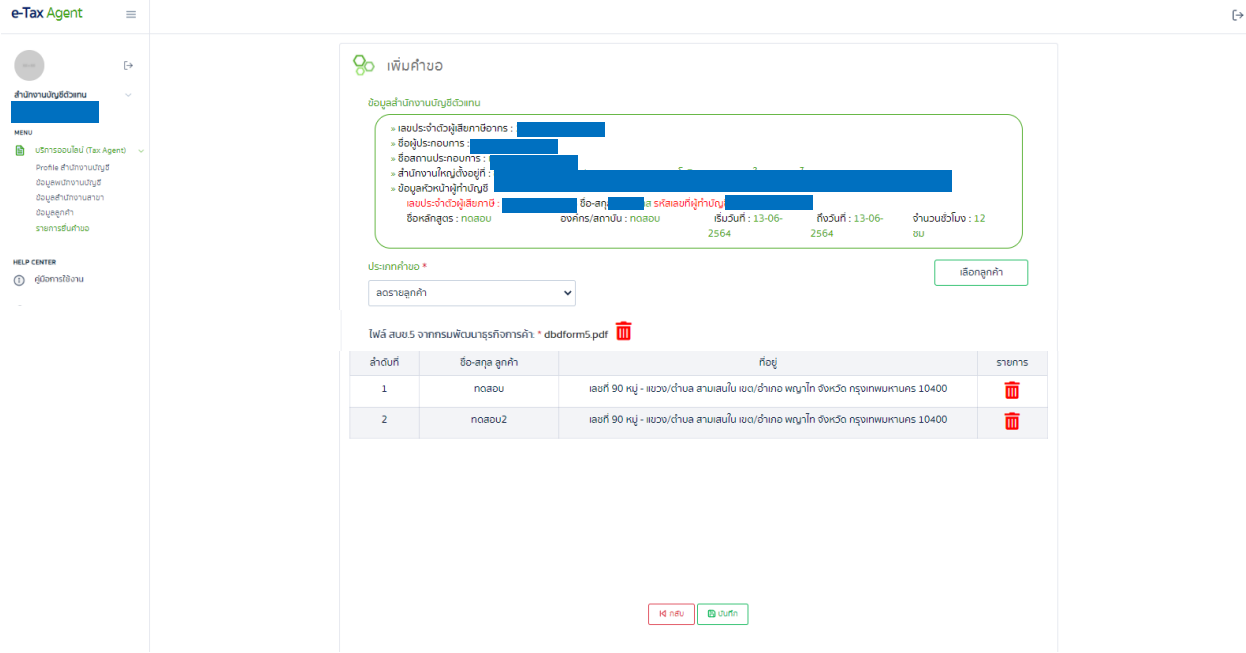 e-Tax Agent
สำนักงานบัญชีตัวแทน
MENU
บริการออนไลน์ (Tax Agent)
Profile สำนักงานบัญชี
ข้อมูลพนักงานบัญชี
ข้อมูลสำนักงานสาขา
ข้อมูลลูกค้า
รายการยื่นคำขอ
HELP CENTER
คู่มือการใช้งาน
เพิ่มคำขอ
ข้อมูลสำนักงานบัญชีตัวแทน
» เลขประจำตัวผู้เสียภาษีอากร :
» ชื่อผู้ประกอบการ :
» ชื่อสถานประกอบการ :
» สำนักงานใหญ่ตั้งอยู่ที่ :
» ข้อมูลหัวหน้าผู้ทำบัญชี
เลขประจำตัวผู้เสียภาษี : ชื่อ-สกุ ส รหัสเลขที่ผู้ทำบัญ
ชื่อหลักสูตร : ทดสอบ องค์กร/สถาบัน : ทดสอบ เริ่มวันที่ : 13-06-2564 ถึงวันที่ : 13-06-2564 จำนวนชั่วโมง : 12 ชม
ประเภทคำขอ *
เลือกลูกค้า
ลดรายลูกค้า
ไฟล์ สบช.5 จากกรมพัฒนาธุรกิจการค้า: * dbdform5.pdf
ลำดับที่ ชื่อ-สกุล ลูกค้า ที่อยู่ รายการ
1 ทดสอบ เลขที่ 90 หมู่ - แขวง/ตำบล สามเสนใน เขต/อำเภอ พญาไท จังหวัด กรุงเทพมหานคร 10400
2 ทดสอบ2 เลขที่ 90 หมู่ - แขวง/ตำบล สามเสนใน เขต/อำเภอ พญาไท จังหวัด กรุงเทพมหานคร 10400
กลับ บันทึก